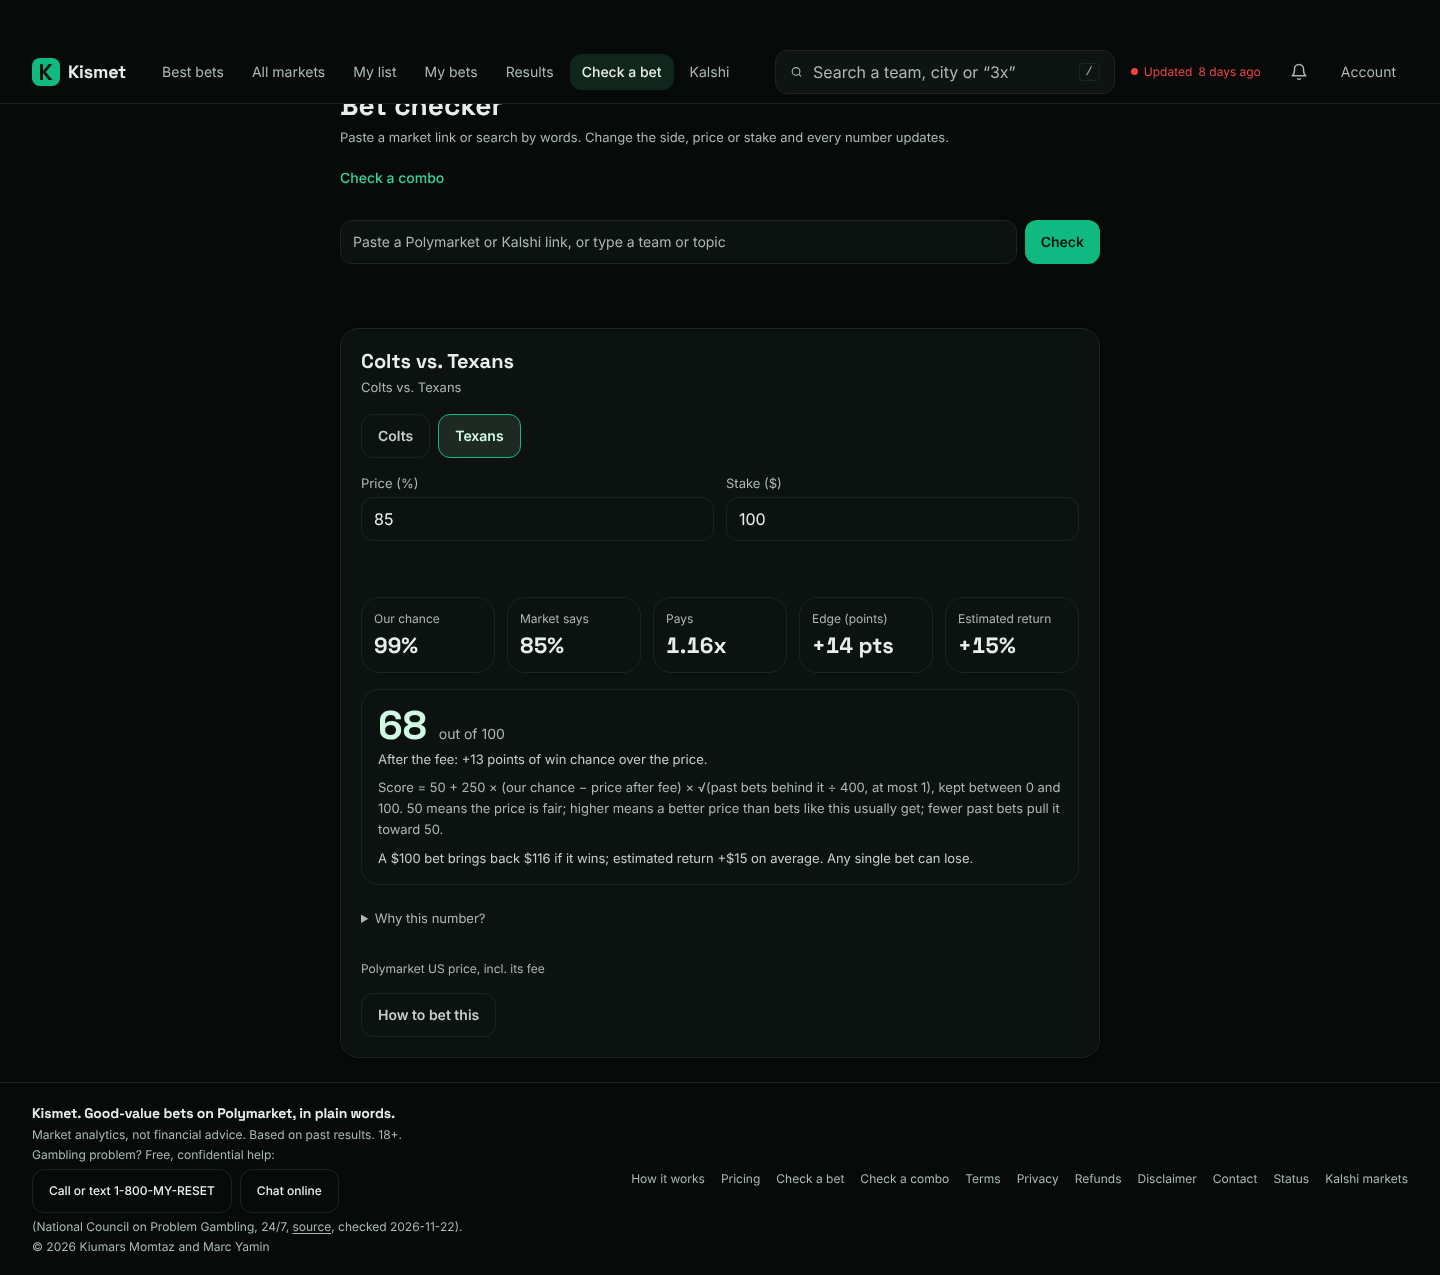 K Kismet
Best bets
All markets
My list
My bets
Results
Check a bet
Kalshi
Search a team, city or “3x”
/
Updated 8 days ago
Account
Bet checker
Paste a market link or search by words. Change the side, price or stake and every number updates.
Check a combo
Paste a Polymarket or Kalshi link, or type a team or topic
Check
Colts vs. Texans
Colts vs. Texans
Colts
Texans
Price (%)
Stake ($)
85
100
Our chance
99%
Market says
85%
Pays
1.16x
Edge (points)
+14 pts
Estimated return
+15%
68 out of 100
After the fee: +13 points of win chance over the price.
Score = 50 + 250 × (our chance − price after fee) × √(past bets behind it ÷ 400, at most 1), kept between 0 and
100. 50 means the price is fair; higher means a better price than bets like this usually get; fewer past bets pull it
toward 50.
A $100 bet brings back $116 if it wins; estimated return +$15 on average. Any single bet can lose.
Why this number?
Polymarket US price, incl. its fee
How to bet this
Kismet. Good-value bets on Polymarket, in plain words.
Market analytics, not financial advice. Based on past results. 18+.
Gambling problem? Free, confidential help:
Call or text 1-800-MY-RESET
Chat online
(National Council on Problem Gambling, 24/7, source, checked 2026-11-22).
© 2026 Kiumars Momtaz and Marc Yamin
How it works
Pricing
Check a bet
Check a combo
Terms
Privacy
Refunds
Disclaimer
Contact
Status
Kalshi markets